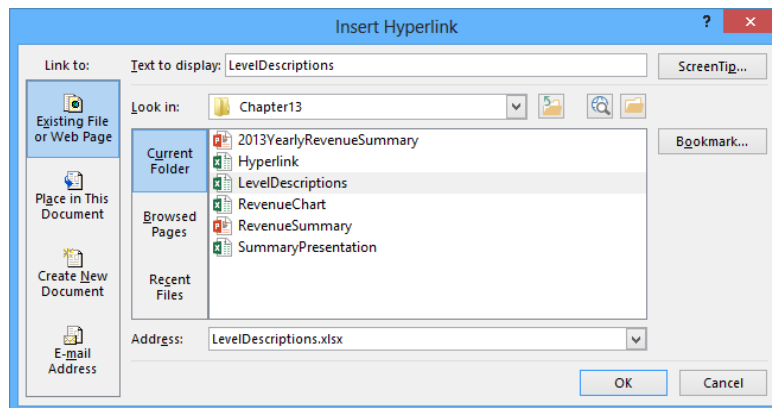 Insert Hyperlink
?
×
Link to:
Text to display: LevelDescriptions
ScreenTip...
Existing File
or Web Page
Look in:
Chapter13
Bookmark...
Current
Folder
2013YearlyRevenueSummary
Hyperlink
LevelDescriptions
RevenueChart
RevenueSummary
SummaryPresentation
Place in This
Document
Browsed
Pages
Create New
Document
Recent
Files
E-mail
Address
Address:
LevelDescriptions.xlsx
OK
Cancel